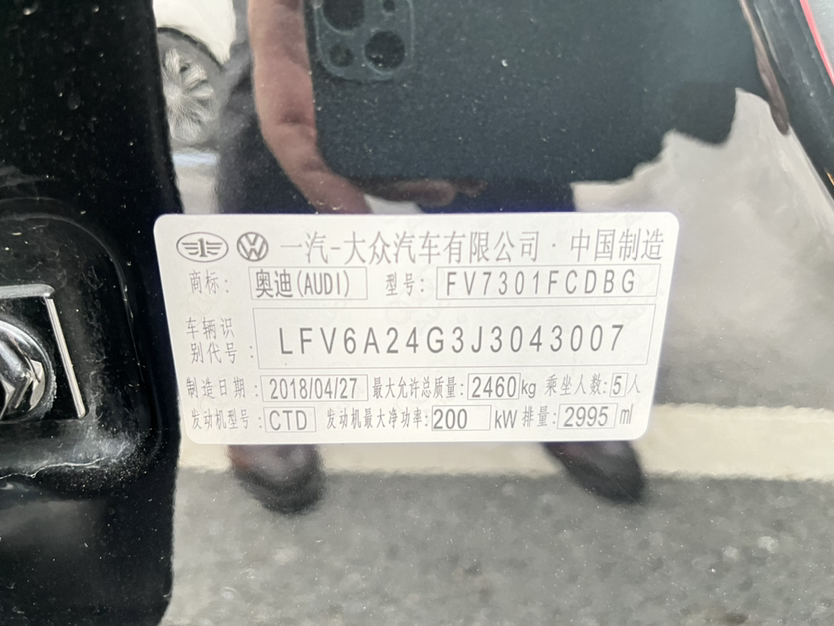 一汽-大众汽车有限公司·中国制造
商标: 奥迪(AUDI) 型号: FV7301FCDBG
车辆识别代号: LFV6A24G3J3043007
制造日期: 2018/04/27 最大允许总质量: 2460kg 乘坐人数: 5人
发动机型号: CTD 发动机最大净功率: 200 kW 排量: 2995 ml